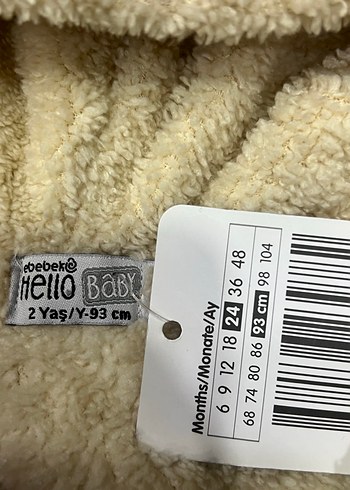 ebebek
Hello BABY
2 Yaş/Y-93 cm
Months/Monate/Ay
6 9 12 18 24 36 48
68 74 80 86 93 cm 98 104